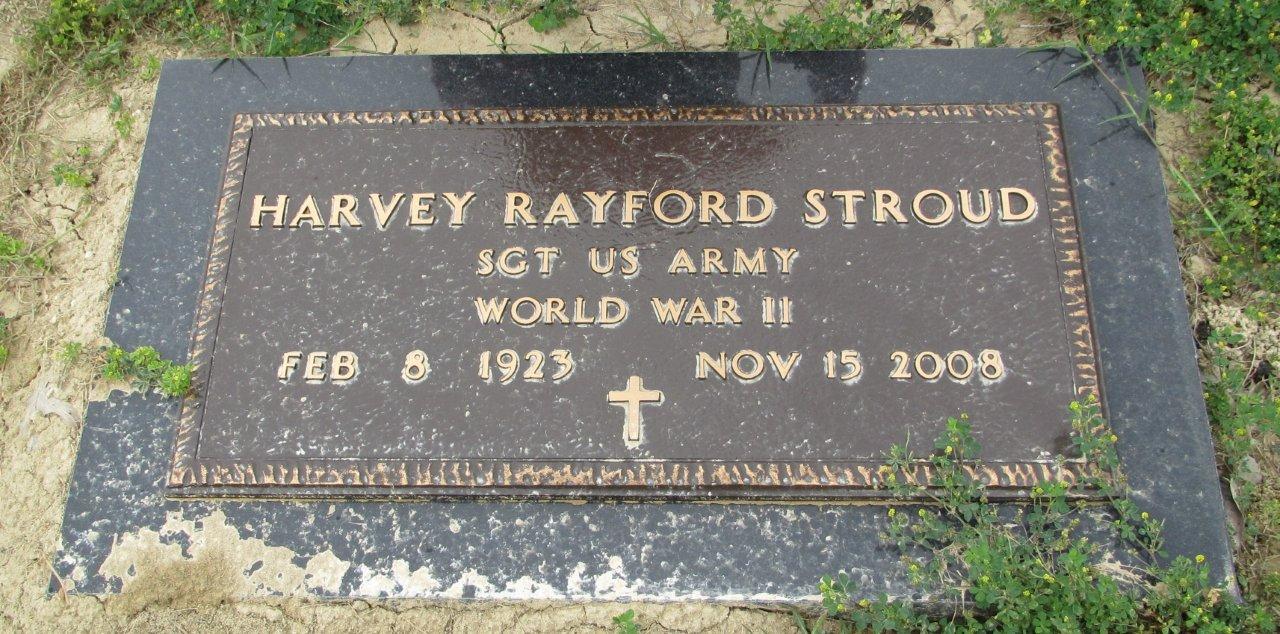 HARVEY RAYFORD STROUD
SGT US ARMY
WORLD WAR II
FEB 8 1923 NOV 15 2008